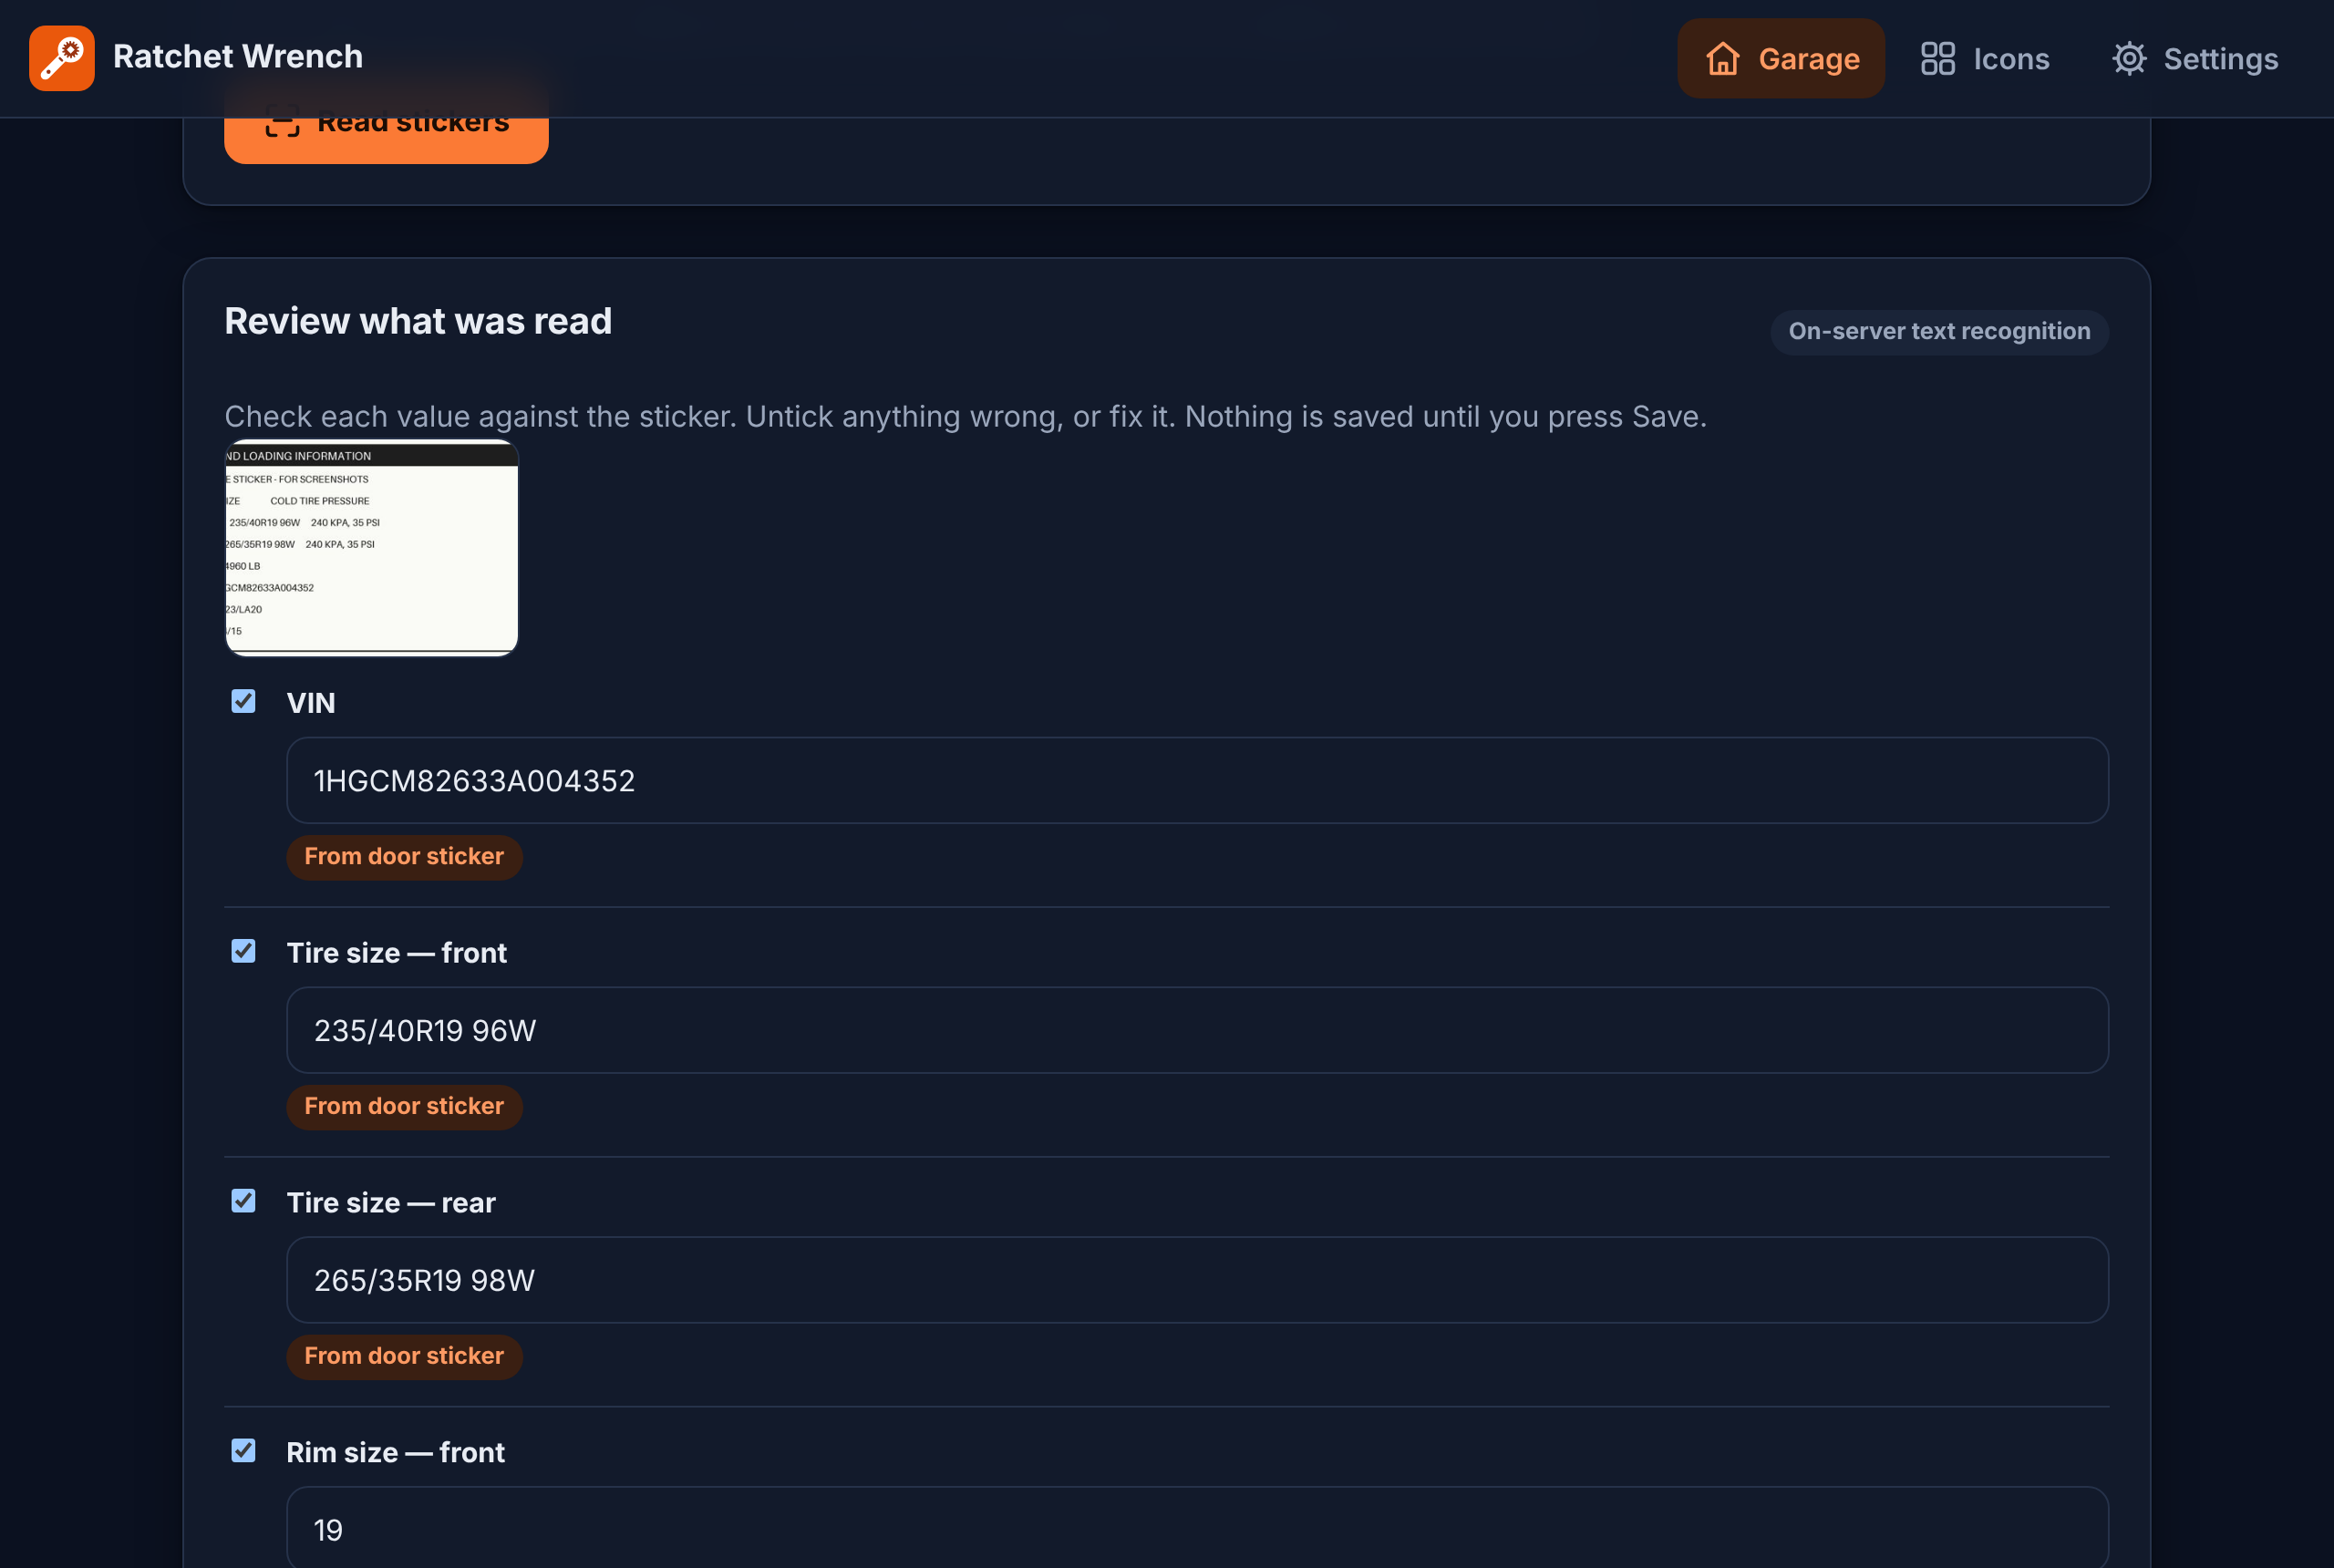 Ratchet Wrench
Garage
Icons
Settings
Read stickers
Review what was read
On-server text recognition
Check each value against the sticker. Untick anything wrong, or fix it. Nothing is saved until you press Save.
ND LOADING INFORMATION
E STICKER - FOR SCREENSHOTS
IZE COLD TIRE PRESSURE
235/40R19 96W 240 KPA, 35 PSI
265/35R19 98W 240 KPA, 35 PSI
4960 LB
GCM82633A004352
23/LA20
/15
VIN
1HGCM82633A004352
From door sticker
Tire size — front
235/40R19 96W
From door sticker
Tire size — rear
265/35R19 98W
From door sticker
Rim size — front
19